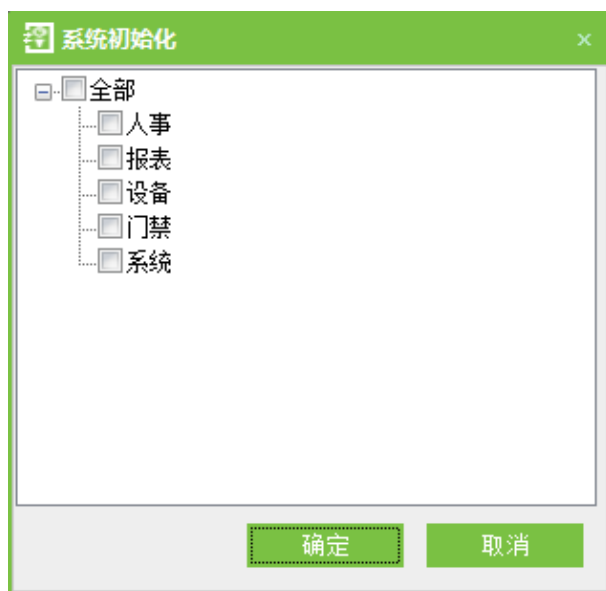 系统初始化
全部
人事
报表
设备
门禁
系统
确定 取消